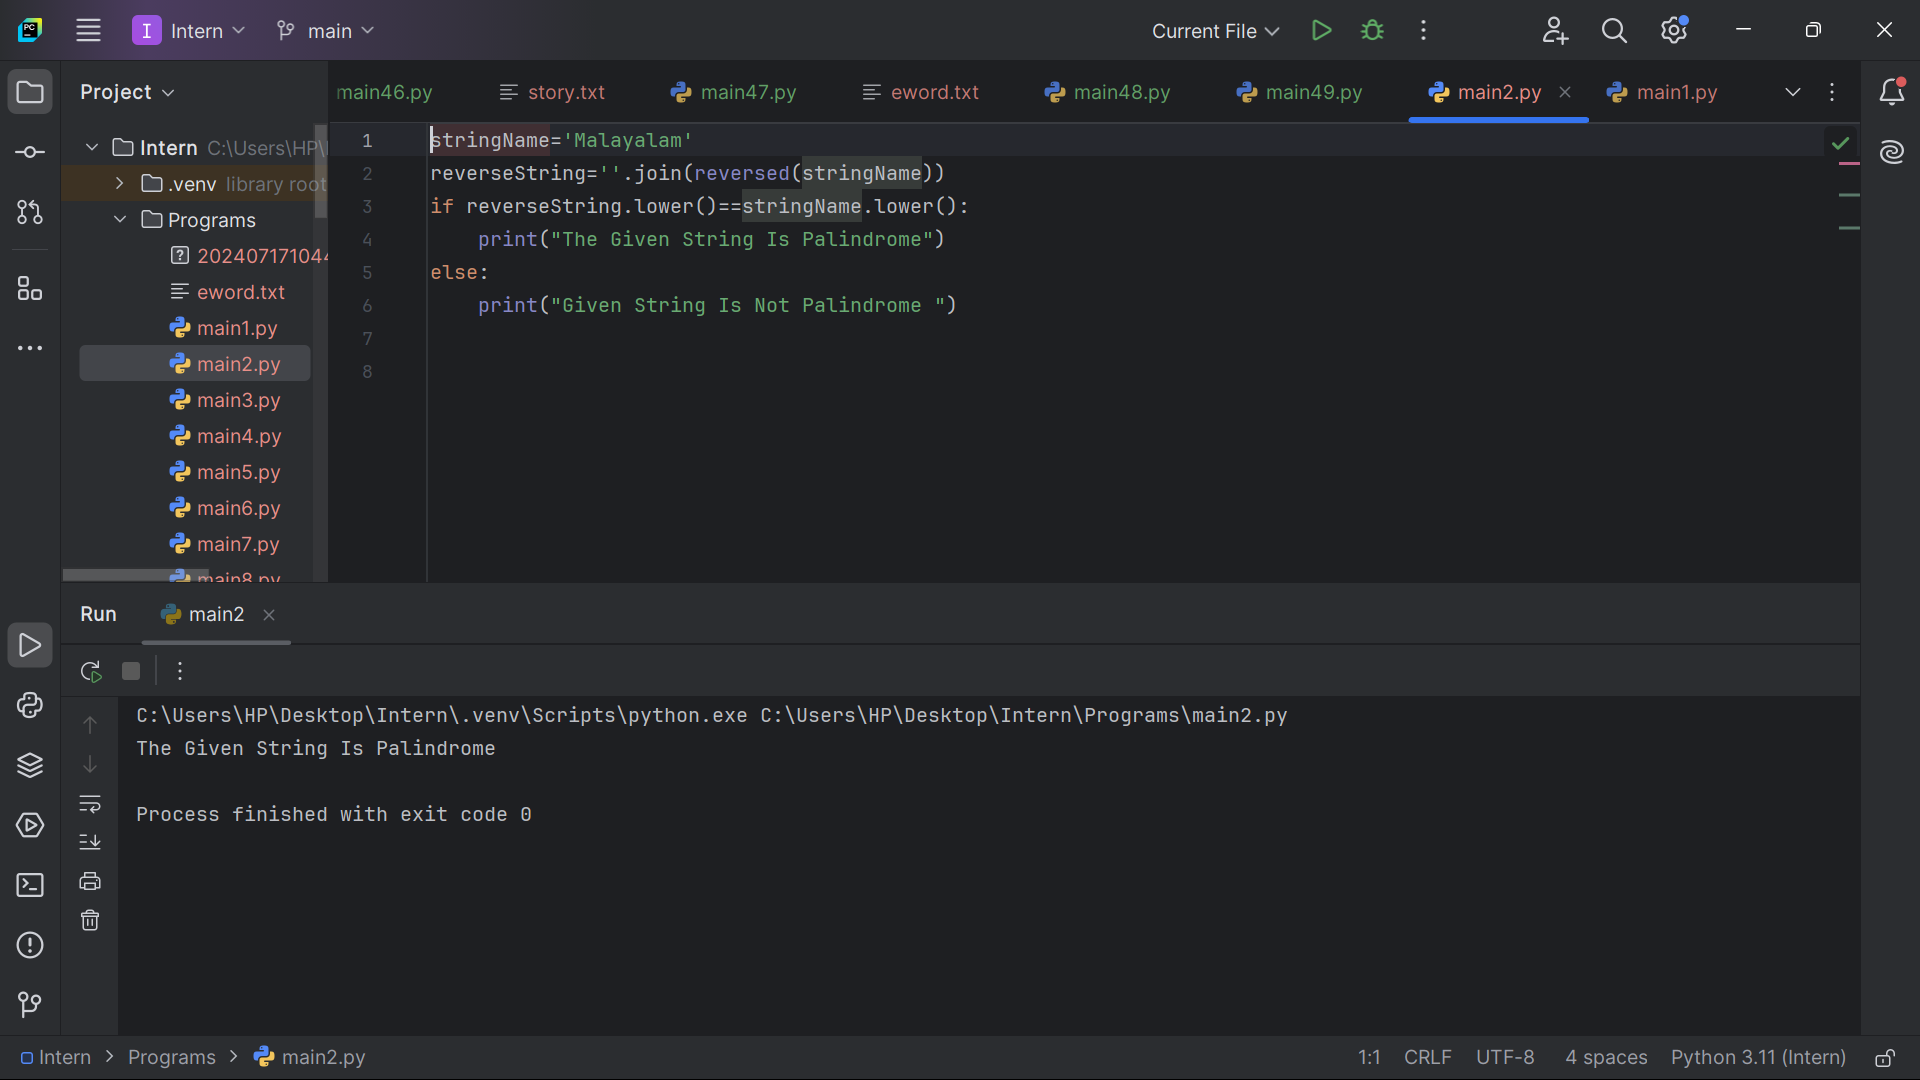 PC
I Intern main Current File
Project
main46.py story.txt main47.py eword.txt main48.py main49.py main2.py main1.py
Intern C:\Users\HP\
.venv library root
Programs
202407171044
eword.txt
main1.py
main2.py
main3.py
main4.py
main5.py
main6.py
main7.py
main8.py
1 stringName='Malayalam'
2 reverseString=''.join(reversed(stringName))
3 if reverseString.lower()==stringName.lower():
4 print("The Given String Is Palindrome")
5 else:
6 print("Given String Is Not Palindrome ")
7
8
Run main2
C:\Users\HP\Desktop\Intern\.venv\Scripts\python.exe C:\Users\HP\Desktop\Intern\Programs\main2.py
The Given String Is Palindrome
Process finished with exit code 0
Intern > Programs > main2.py 1:1 CRLF UTF-8 4 spaces Python 3.11 (Intern)